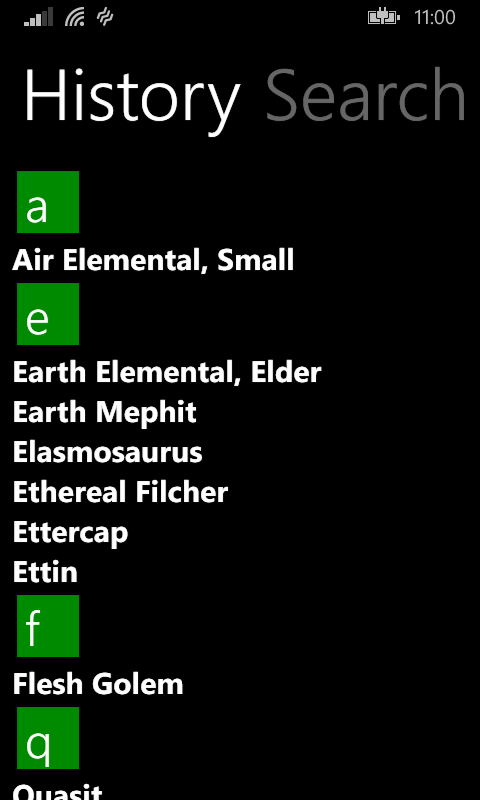 11:00
History Search
a
Air Elemental, Small
e
Earth Elemental, Elder
Earth Mephit
Elasmosaurus
Ethereal Filcher
Ettercap
Ettin
f
Flesh Golem
q
Quasit